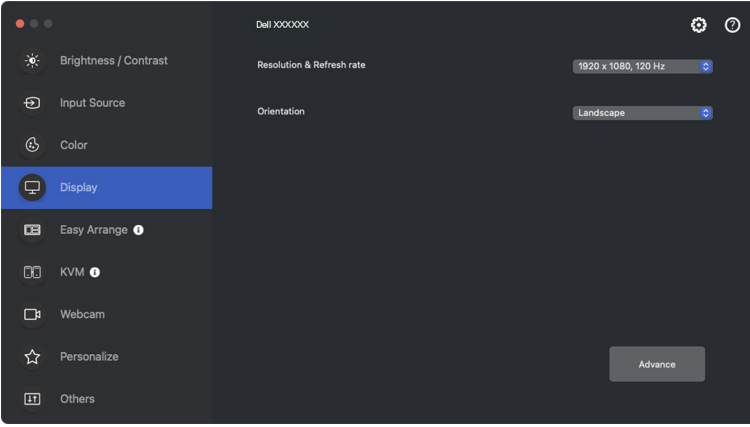 Dell XXXXXX
Brightness / Contrast
Resolution & Refresh rate
1920 x 1080, 120 Hz
Input Source
Orientation
Landscape
Color
Display
Easy Arrange
KVM
Webcam
Personalize
Advance
Others